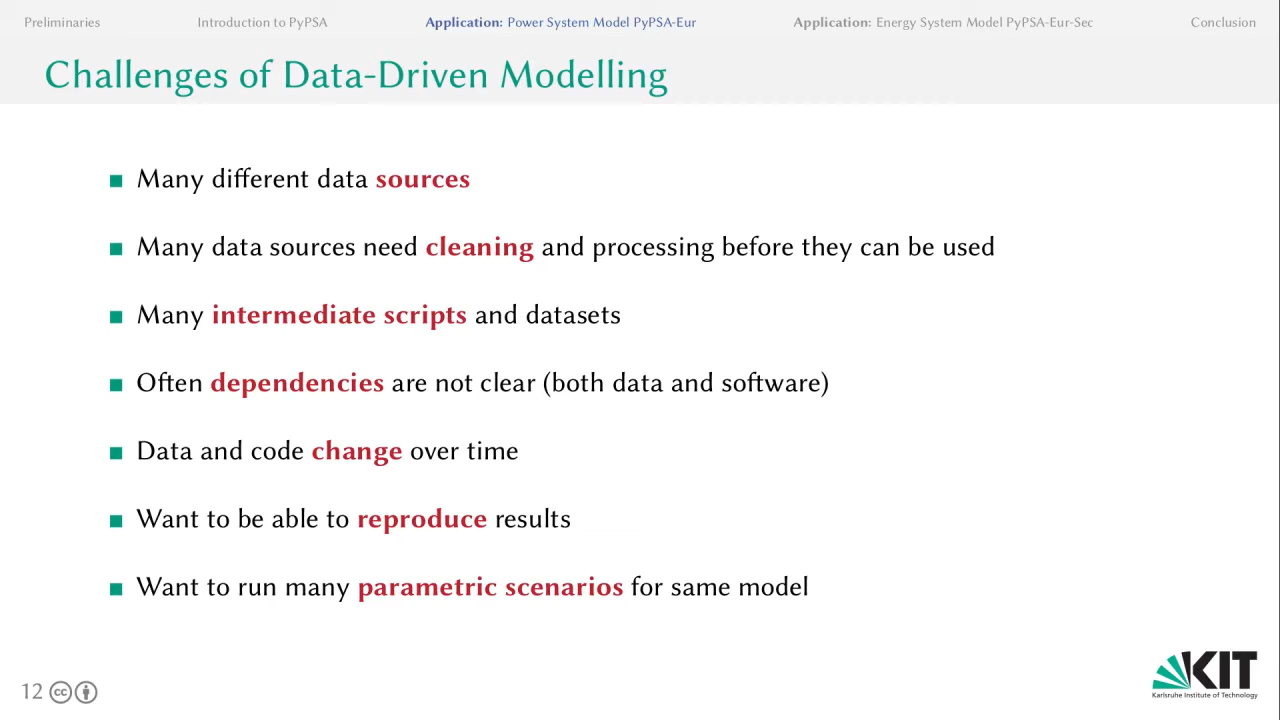 Preliminaries Introduction to PyPSA Application: Power System Model PyPSA-Eur Application: Energy System Model PyPSA-Eur-Sec Conclusion
Challenges of Data-Driven Modelling
Many different data sources
Many data sources need cleaning and processing before they can be used
Many intermediate scripts and datasets
Often dependencies are not clear (both data and software)
Data and code change over time
Want to be able to reproduce results
Want to run many parametric scenarios for same model
12 cc
KIT
Karlsruhe Institute of Technology